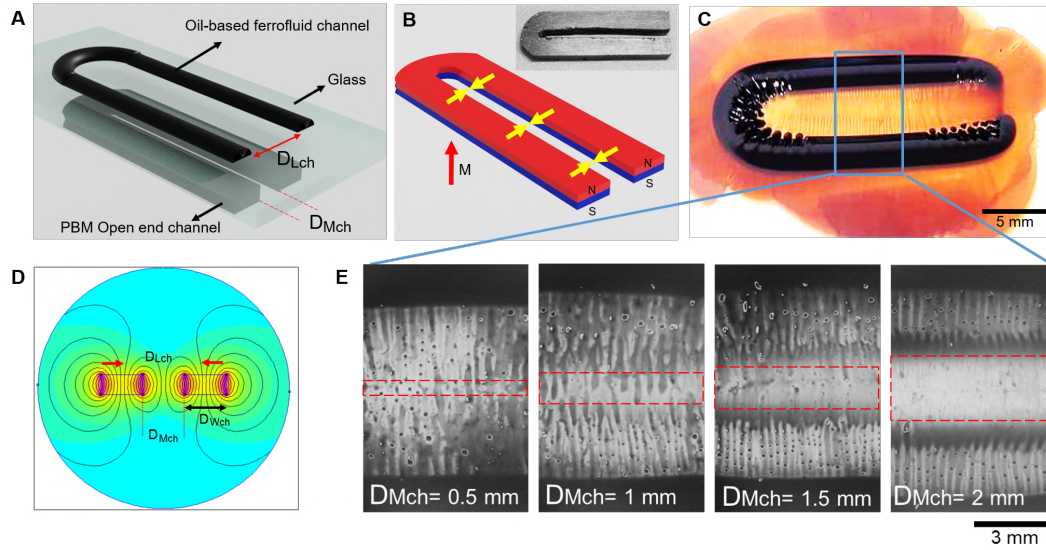 A
Oil-based ferrofluid channel
Glass
DLch
DMch
PBM Open end channel
B
M
N
S
N
S
C
5 mm
D
DLch
DWch
DMch
E
DMch= 0.5 mm
DMch= 1 mm
DMch= 1.5 mm
DMch= 2 mm
3 mm